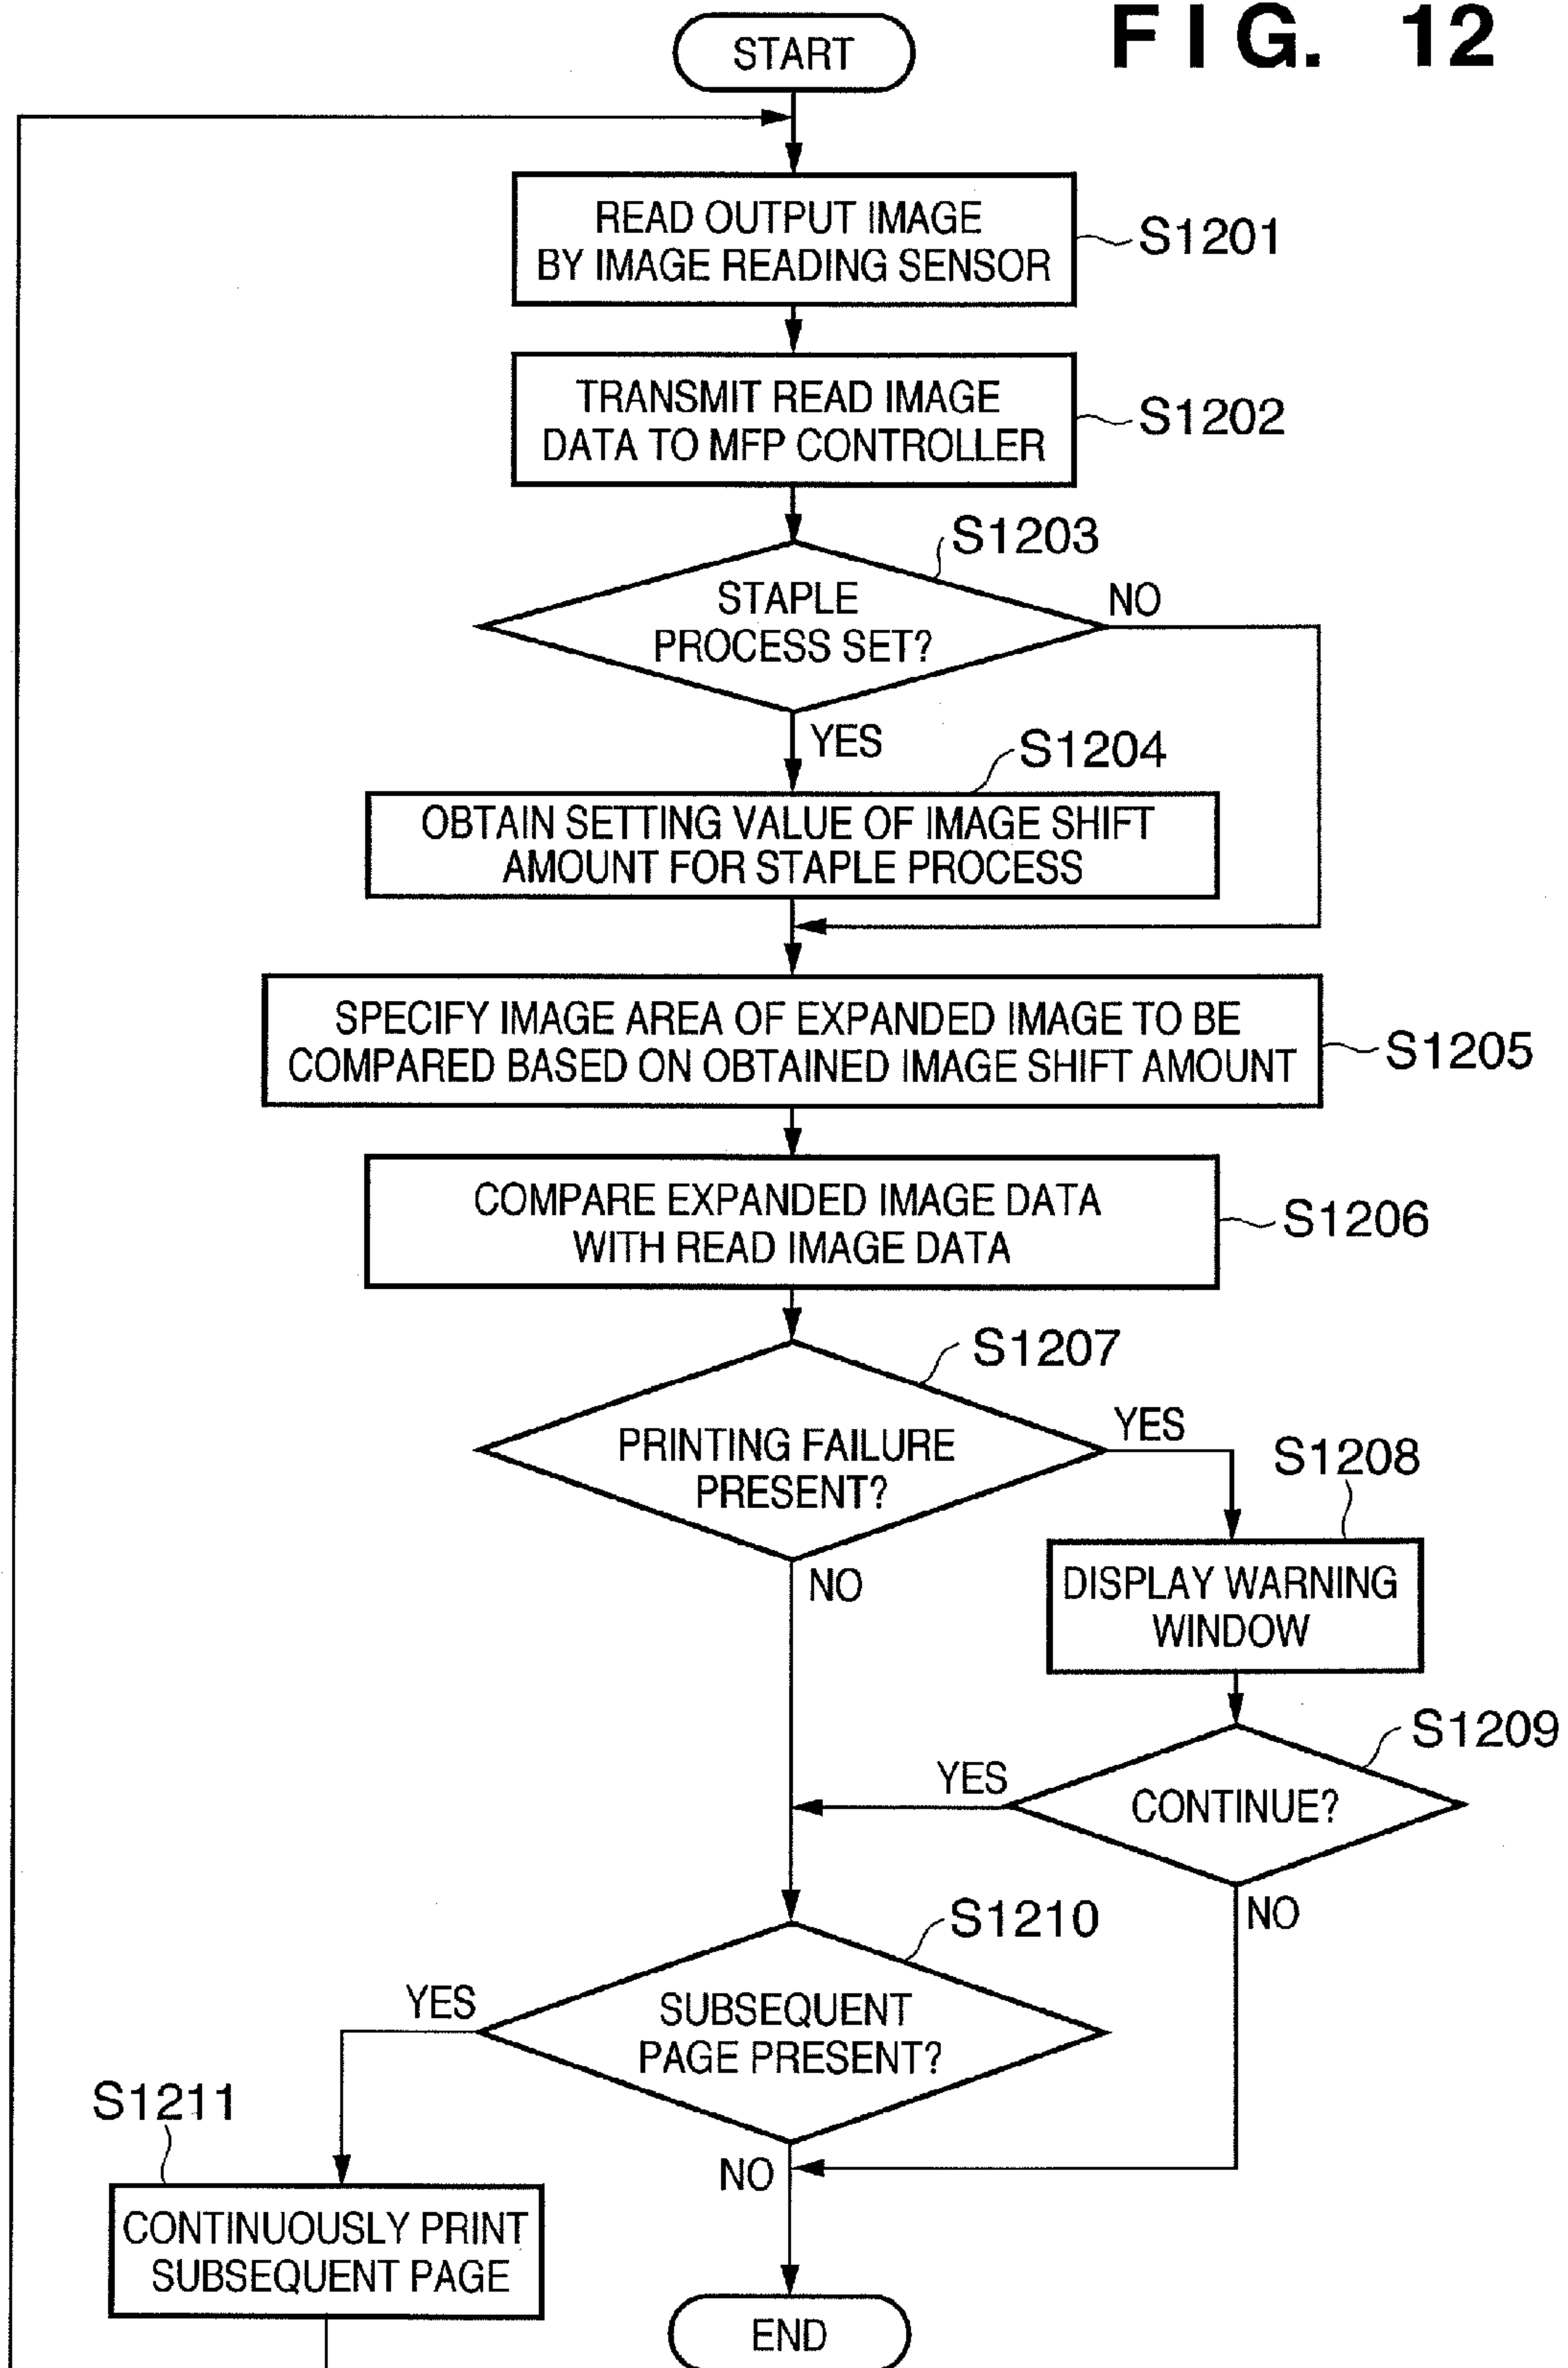 FIG. 12
START
READ OUTPUT IMAGE
BY IMAGE READING SENSOR
S1201
TRANSMIT READ IMAGE
DATA TO MFP CONTROLLER
S1202
S1203
STAPLE
PROCESS SET?
NO
YES
S1204
OBTAIN SETTING VALUE OF IMAGE SHIFT
AMOUNT FOR STAPLE PROCESS
SPECIFY IMAGE AREA OF EXPANDED IMAGE TO BE
COMPARED BASED ON OBTAINED IMAGE SHIFT AMOUNT
S1205
COMPARE EXPANDED IMAGE DATA
WITH READ IMAGE DATA
S1206
S1207
PRINTING FAILURE
PRESENT?
YES
S1208
NO
DISPLAY WARNING
WINDOW
S1209
YES
CONTINUE?
NO
S1210
YES
SUBSEQUENT
PAGE PRESENT?
S1211
NO
CONTINUOUSLY PRINT
SUBSEQUENT PAGE
END